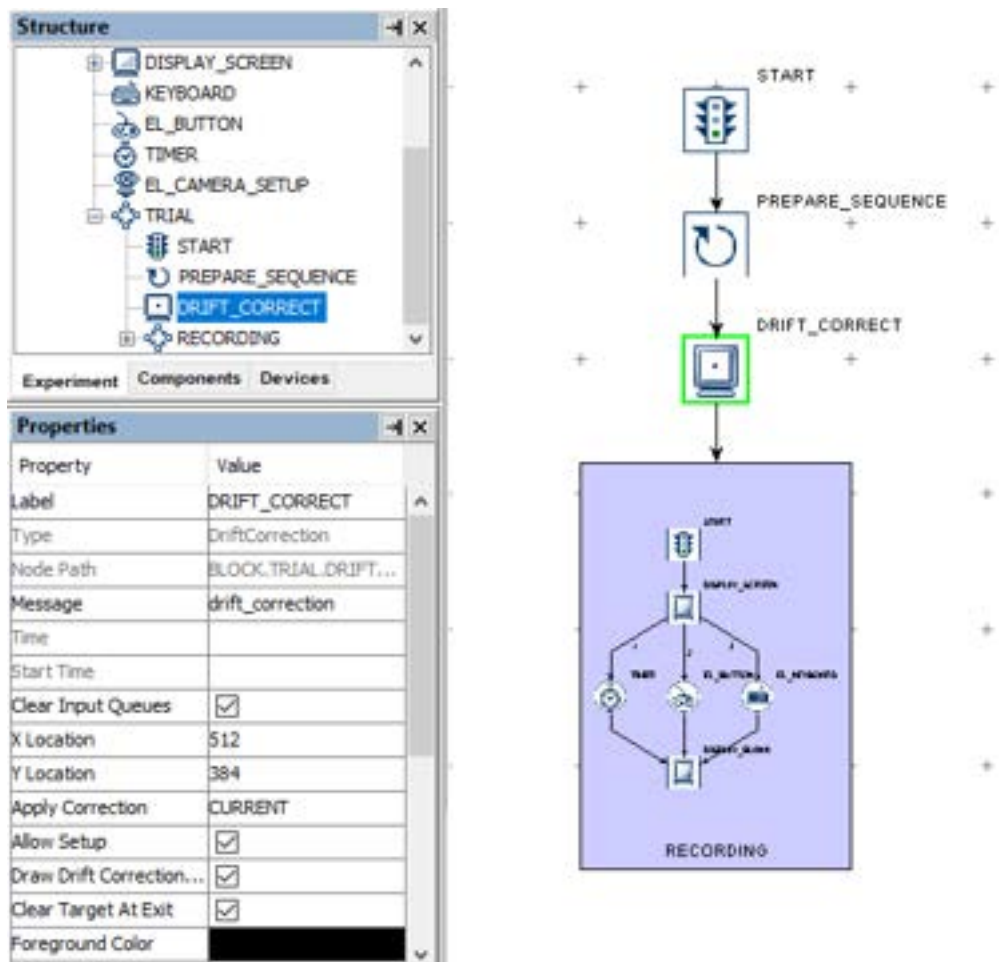 Structure
DISPLAY_SCREEN
KEYBOARD
EL_BUTTON
TIMER
EL_CAMERA_SETUP
TRIAL
START
PREPARE_SEQUENCE
DRIFT_CORRECT
RECORDING
Experiment Components Devices
Properties
Property Value
Label DRIFT_CORRECT
Type DriftCorrection
Node Path BLOCK.TRIAL.DRIFT...
Message drift_correction
Time
Start Time
Clear Input Queues
X Location 512
Y Location 384
Apply Correction CURRENT
Allow Setup
Draw Drift Correction...
Clear Target At Exit
Foreground Color
START
PREPARE_SEQUENCE
DRIFT_CORRECT
START
DISPLAY_SCREEN
TIMER EL_BUTTON
RECORDING